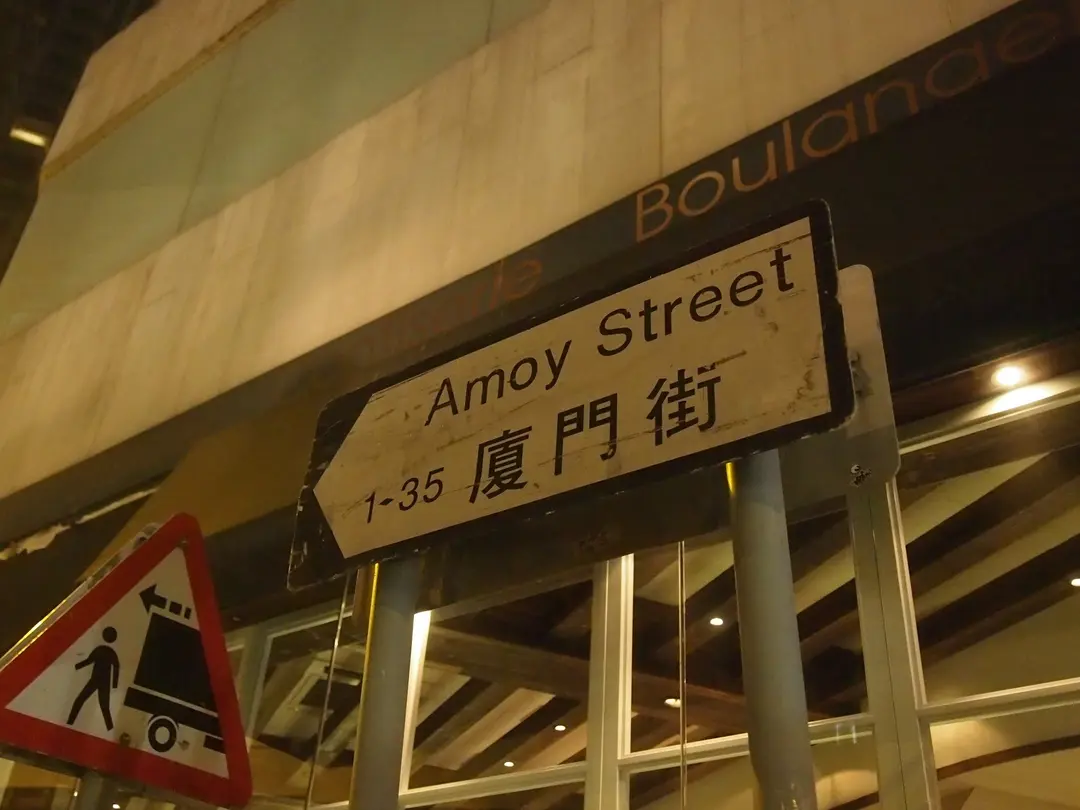 Boulange
Amoy Street
1-35 廈門街